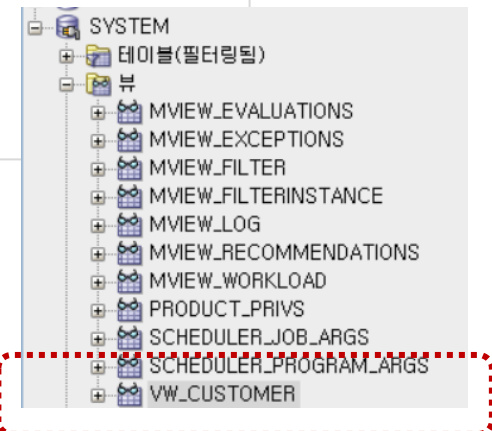 SYSTEM
테이블(필터링됨)
뷰
MVIEW_EVALUATIONS
MVIEW_EXCEPTIONS
MVIEW_FILTER
MVIEW_FILTERINSTANCE
MVIEW_LOG
MVIEW_RECOMMENDATIONS
MVIEW_WORKLOAD
PRODUCT_PRIVS
SCHEDULER_JOB_ARGS
SCHEDULER_PROGRAM_ARGS
VW_CUSTOMER